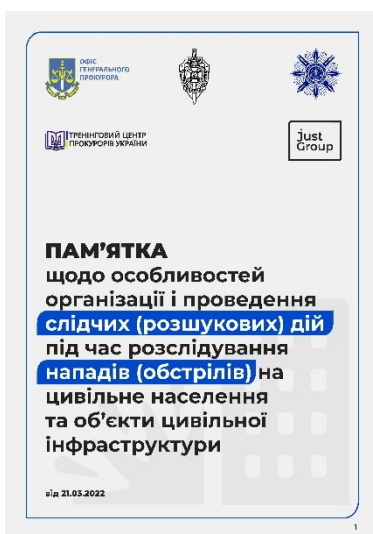 ОФІС
ГЕНЕРАЛЬНОГО
ПРОКУРОРА
ТРЕНІНГОВИЙ ЦЕНТР
ПРОКУРОРІВ УКРАЇНИ
just
Group
ПАМ’ЯТКА
щодо особливостей
організації і проведення
слідчих (розшукових) дій
під час розслідування
нападів (обстрілів) на
цивільне населення
та об’єкти цивільної
інфраструктури
від 21.03.2022
1